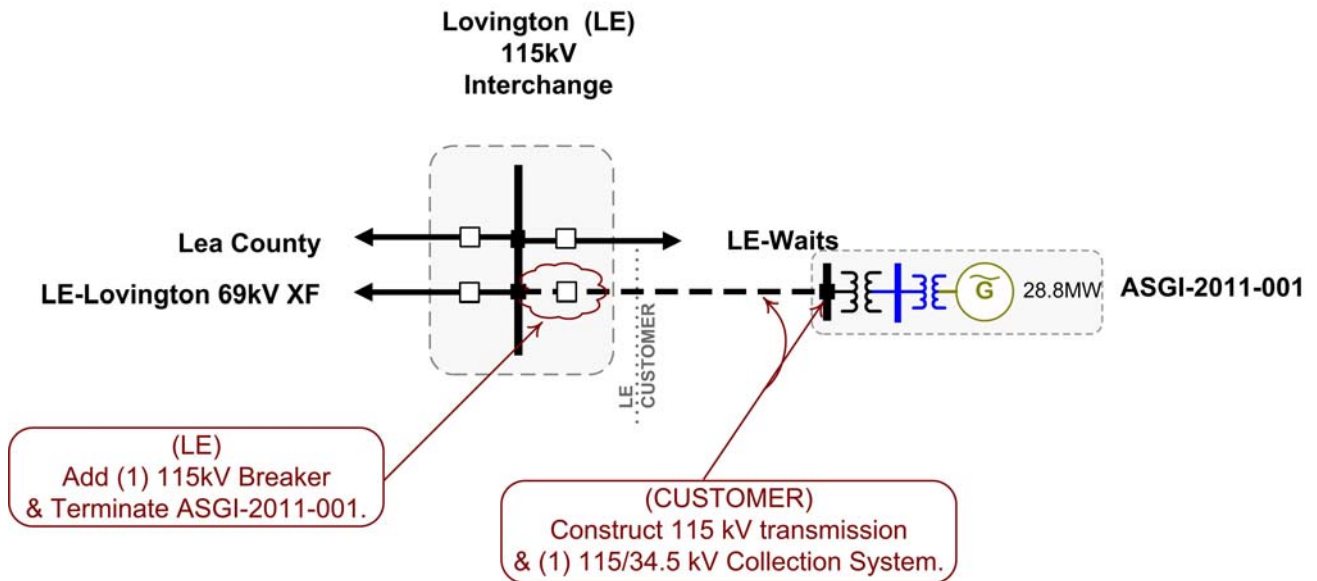 Lovington (LE)
115kV
Interchange
Lea County
LE-Waits
LE-Lovington 69kV XF
G
28.8MW
ASGI-2011-001
LE
CUSTOMER
(LE)
Add (1) 115kV Breaker
& Terminate ASGI-2011-001.
(CUSTOMER)
Construct 115 kV transmission
& (1) 115/34.5 kV Collection System.